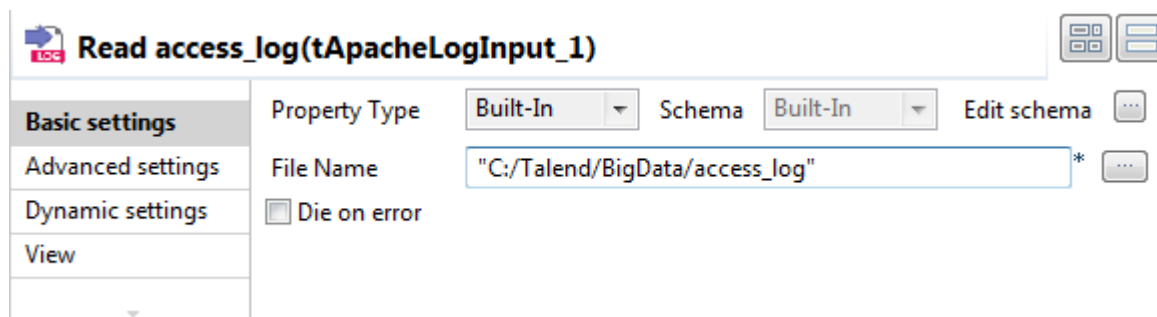 LOG
Read access_log(tApacheLogInput_1)
Basic settings
Advanced settings
Dynamic settings
View
Property Type Built-In Schema Built-In Edit schema ...
File Name "C:/Talend/BigData/access_log" * ...
Die on error